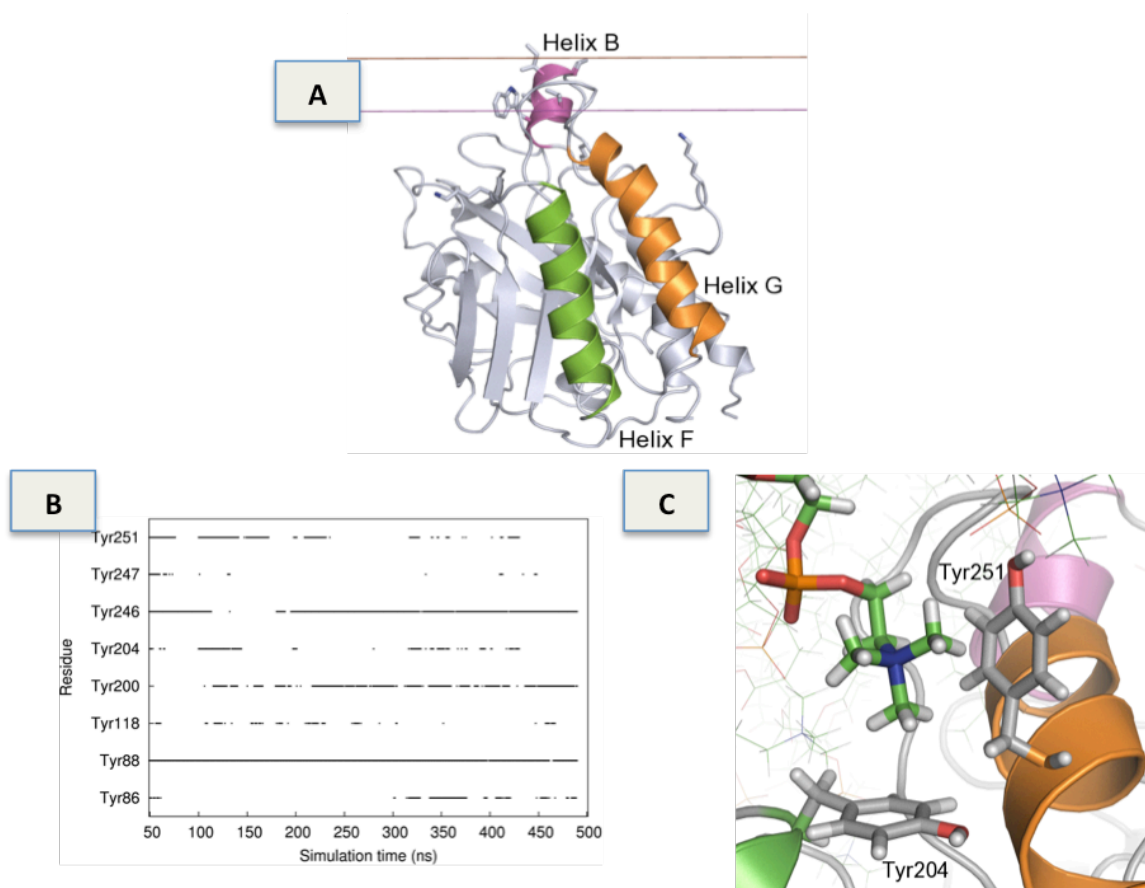 Helix B
A
Helix G
Helix F
B
C
Tyr251
Tyr247
Tyr246
Tyr204
Tyr200
Tyr118
Tyr88
Tyr86
Residue
50 100 150 200 250 300 350 400 450 500
Simulation time (ns)
Tyr251
Tyr204